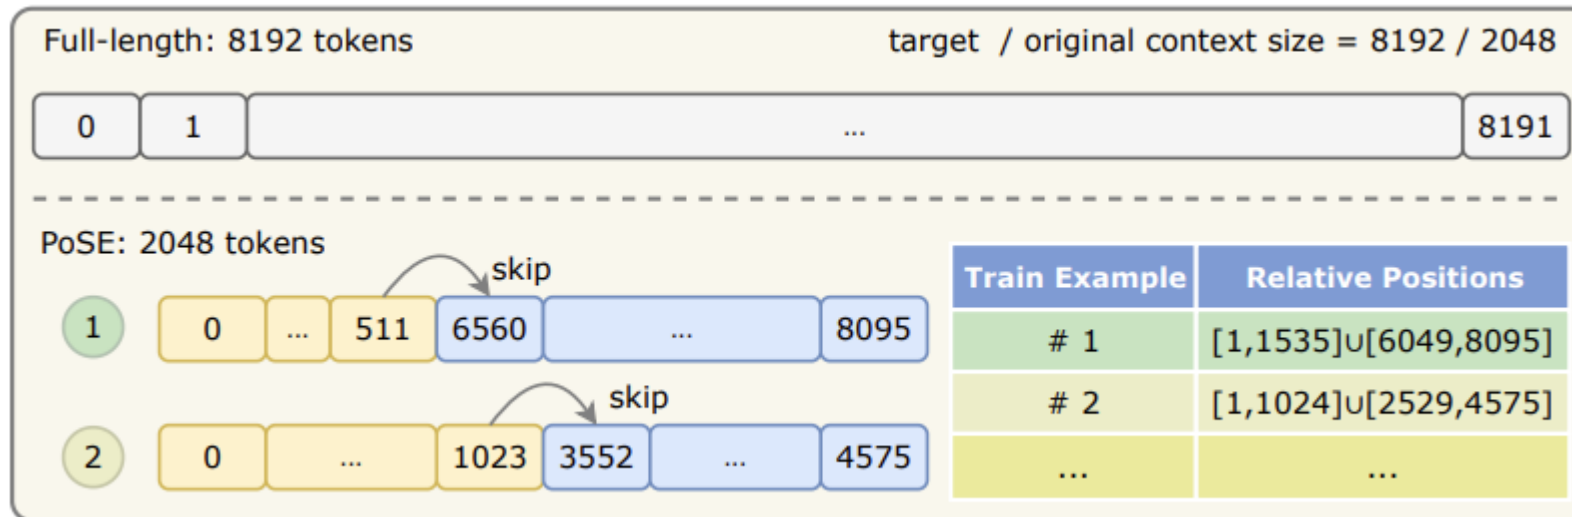 Full-length: 8192 tokens
target / original context size = 8192 / 2048
0 1 ... 8191
PoSE: 2048 tokens
skip
1 0 ... 511 6560 ... 8095
skip
2 0 ... 1023 3552 ... 4575
Train Example Relative Positions
# 1 [1,1535]∪[6049,8095]
# 2 [1,1024]∪[2529,4575]
... ...